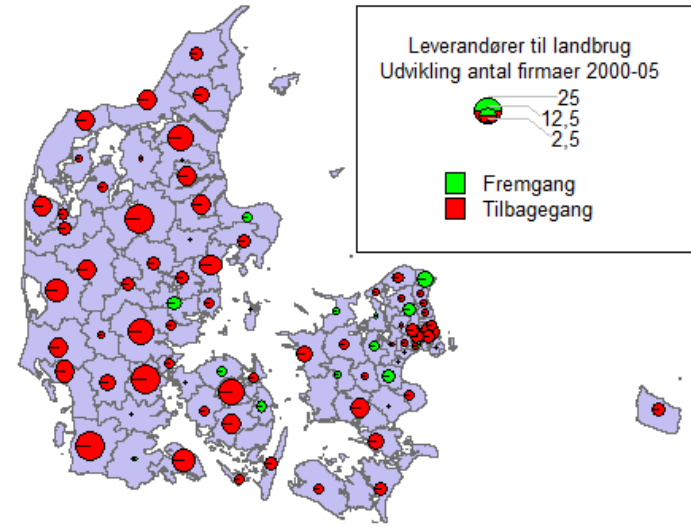 Leverandører til landbrug
Udvikling antal firmaer 2000-05
25
12,5
2,5
Fremgang
Tilbagegang